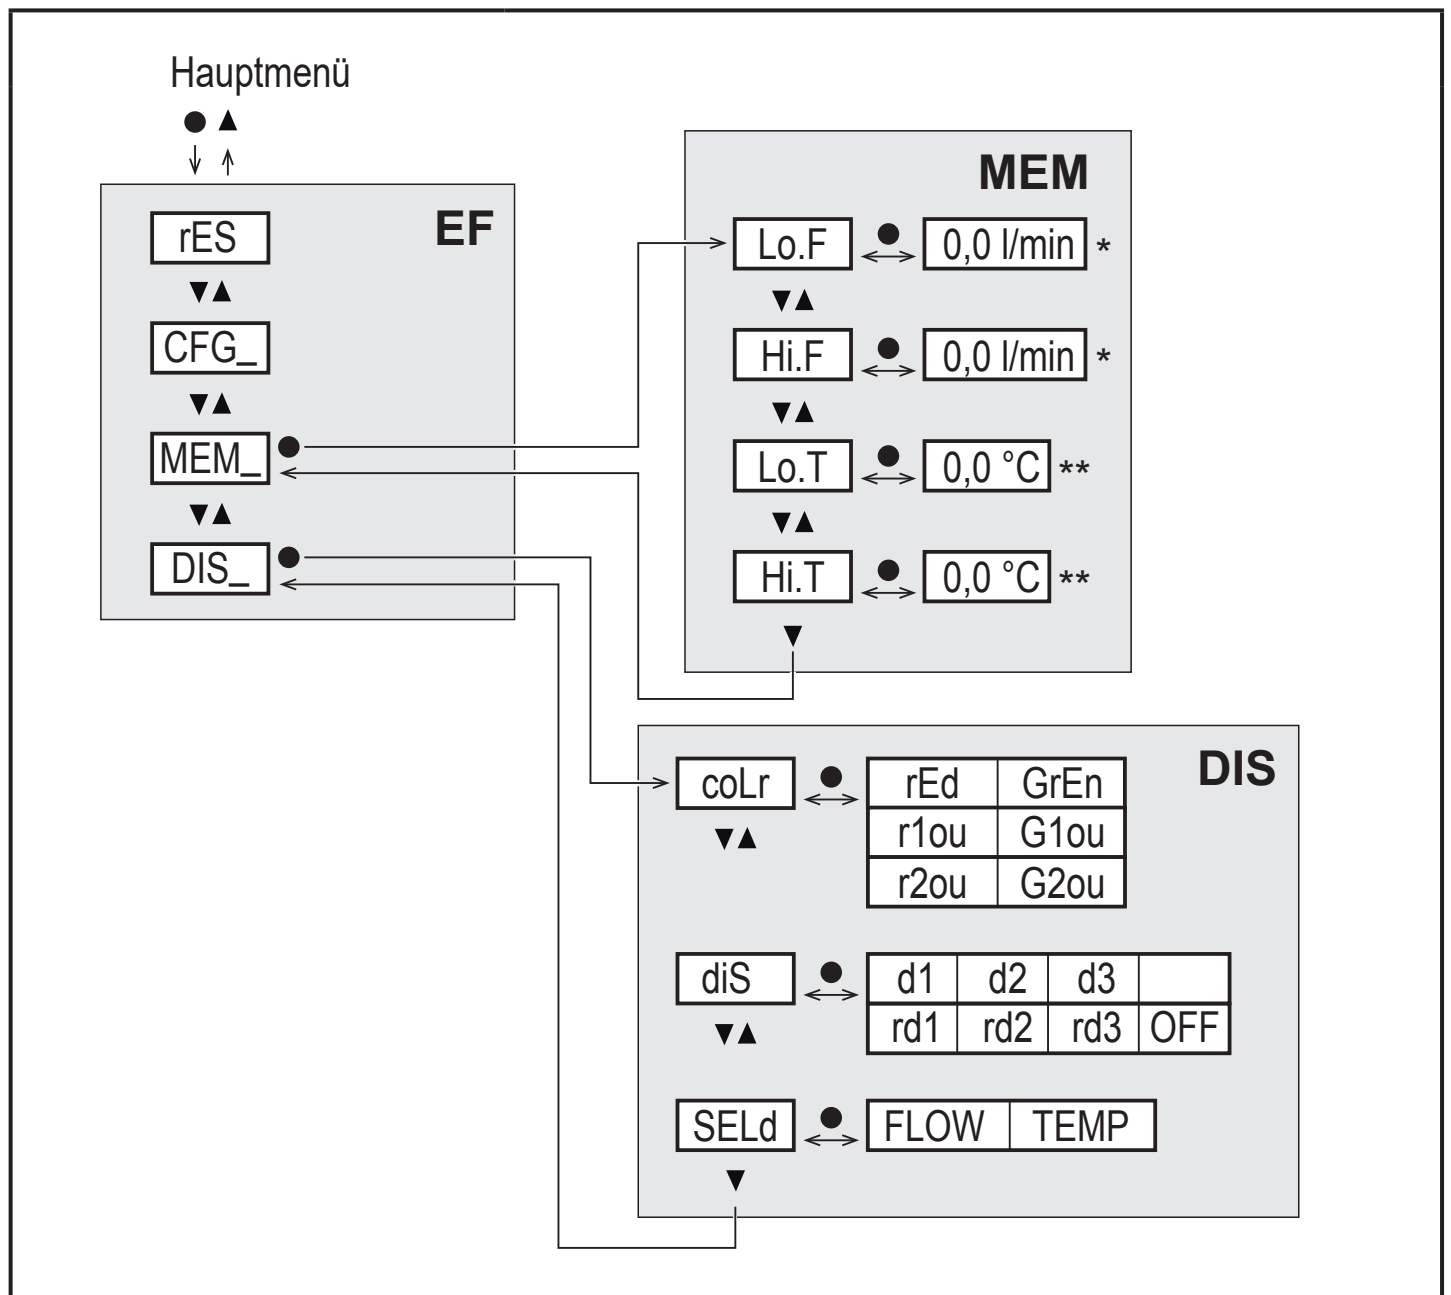 Hauptmenü
EF
rES
CFG_
MEM_
DIS_
MEM
Lo.F 0,0 l/min *
Hi.F 0,0 l/min *
Lo.T 0,0 °C **
Hi.T 0,0 °C **
DIS
coLr rEd GrEn
r1ou G1ou
r2ou G2ou
diS d1 d2 d3
rd1 rd2 rd3 OFF
SELd FLOW TEMP